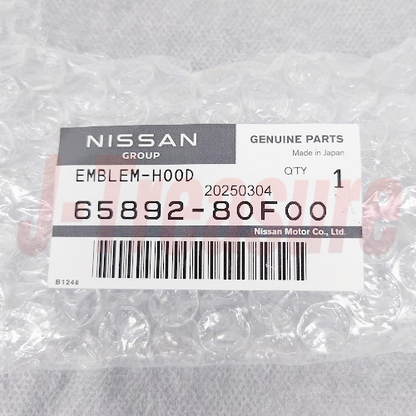 NISSAN
GROUP
GENUINE PARTS
Made in Japan
EMBLEM-HOOD
QTY 1
20250304
65892-80F00
Nissan Motor Co., Ltd.
B1248
J-Treasure